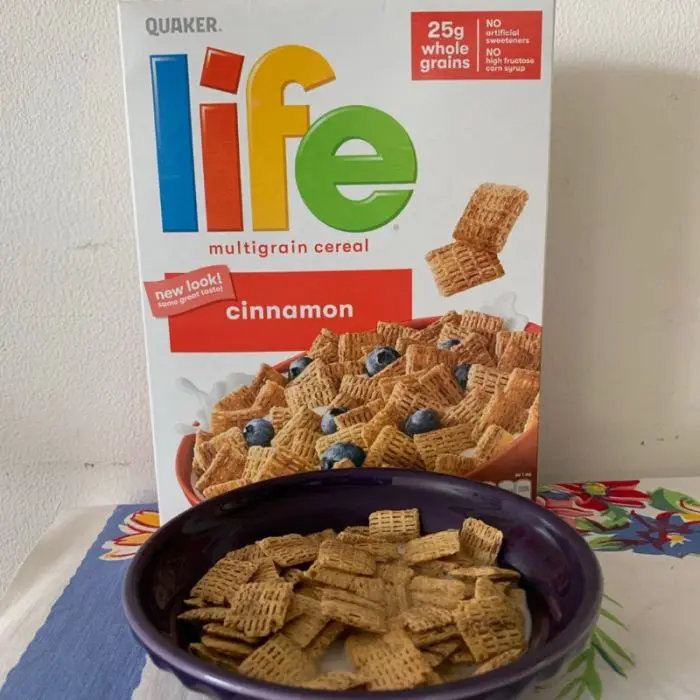 QUAKER.
life
25g
whole
grains
NO
artificial
sweeteners
NO
high fructose
corn syrup
multigrain cereal
new look!
same great taste!
cinnamon